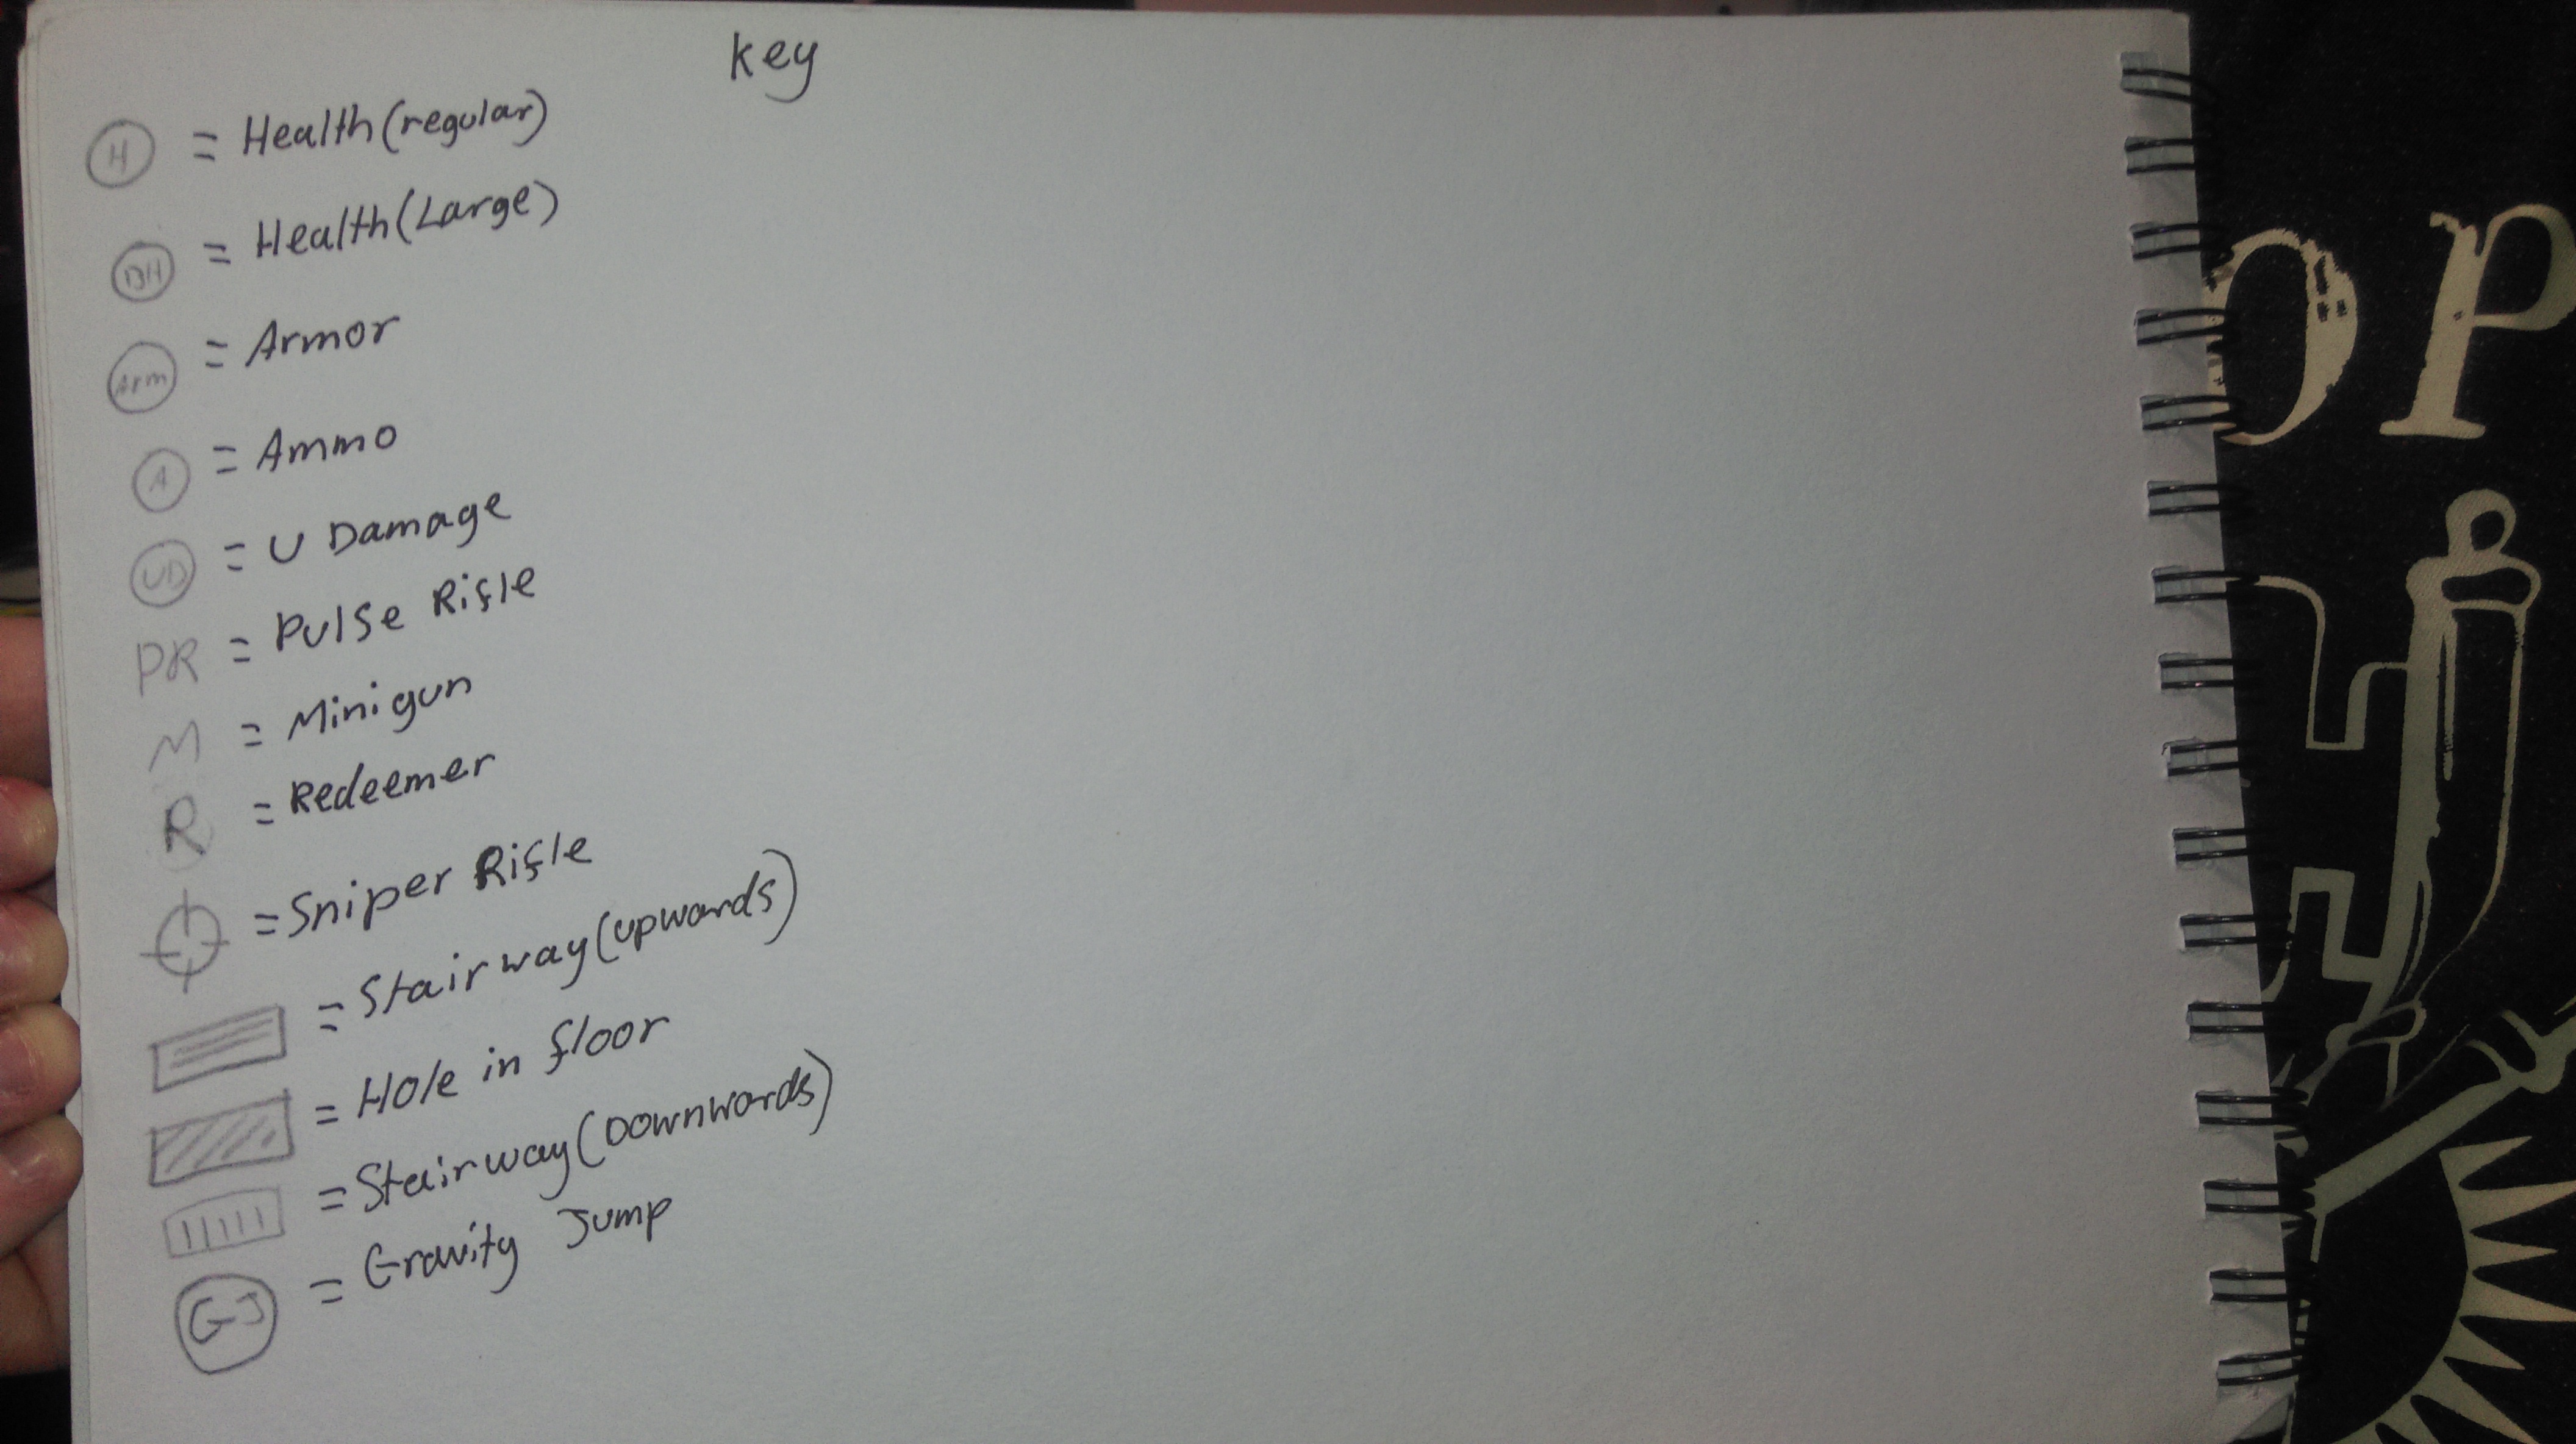 Key
H = Health(regular)
BH = Health(Large)
Arm = Armor
A = Ammo
UD = U Damage
PR = Pulse Rifle
M = Minigun
R = Redeemer
=Sniper Rifle
= Stairway(upwards)
= Hole in floor
= Stairway(Downwards)
GJ = Gravity Jump
OP